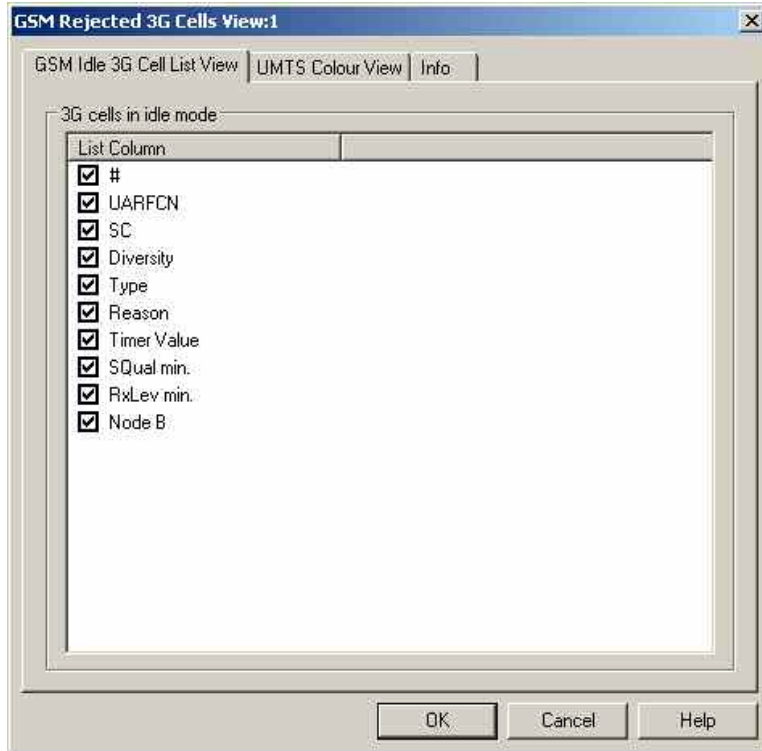 GSM Rejected 3G Cells View:1
GSM Idle 3G Cell List View UMTS Colour View Info
3G cells in idle mode
List Column
#
UARFCN
SC
Diversity
Type
Reason
Timer Value
SQual min.
RxLev min.
Node B
OK Cancel Help